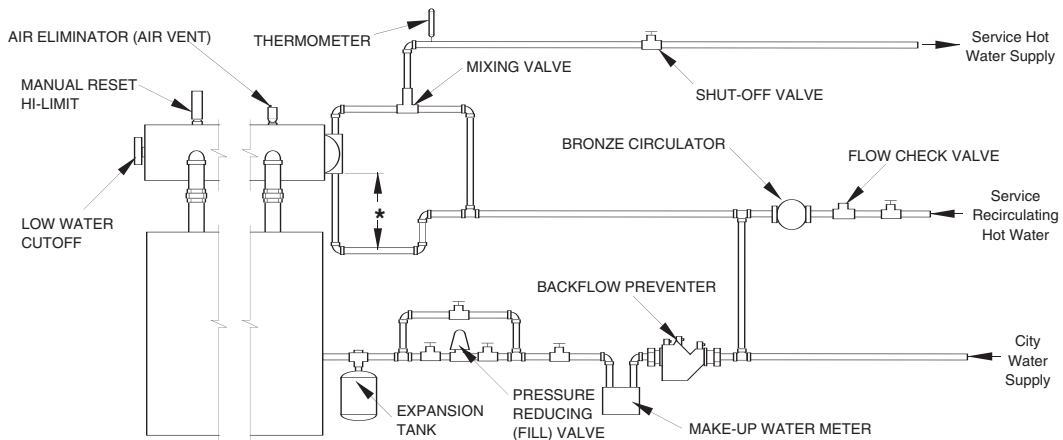 AIR ELIMINATOR (AIR VENT)
THERMOMETER
Service Hot
Water Supply
MANUAL RESET
HI-LIMIT
MIXING VALVE
SHUT-OFF VALVE
BRONZE CIRCULATOR
FLOW CHECK VALVE
LOW WATER
CUTOFF
*
Service
Recirculating
Hot Water
BACKFLOW PREVENTER
City
Water
Supply
EXPANSION
TANK
PRESSURE
REDUCING
(FILL) VALVE
MAKE-UP WATER METER